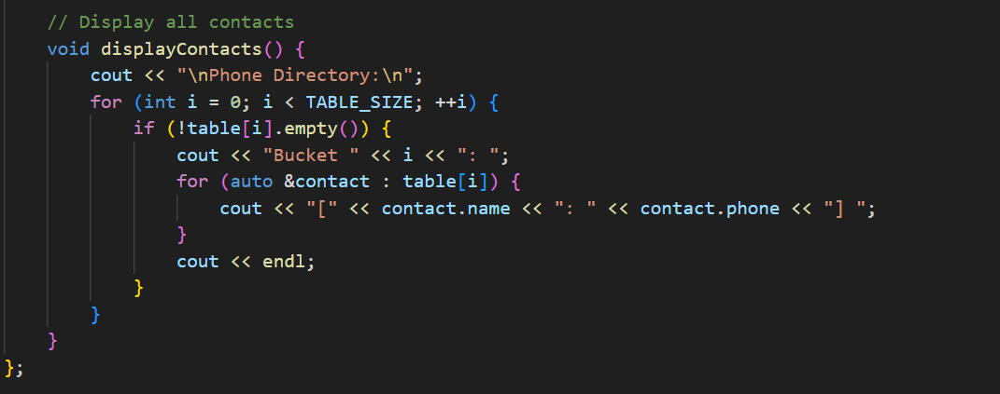 // Display all contacts
void displayContacts() {
cout << "\nPhone Directory:\n";
for (int i = 0; i < TABLE_SIZE; ++i) {
if (!table[i].empty()) {
cout << "Bucket " << i << ": ";
for (auto &contact : table[i]) {
cout << "[" << contact.name << ": " << contact.phone << "] ";
}
cout << endl;
}
}
}
};